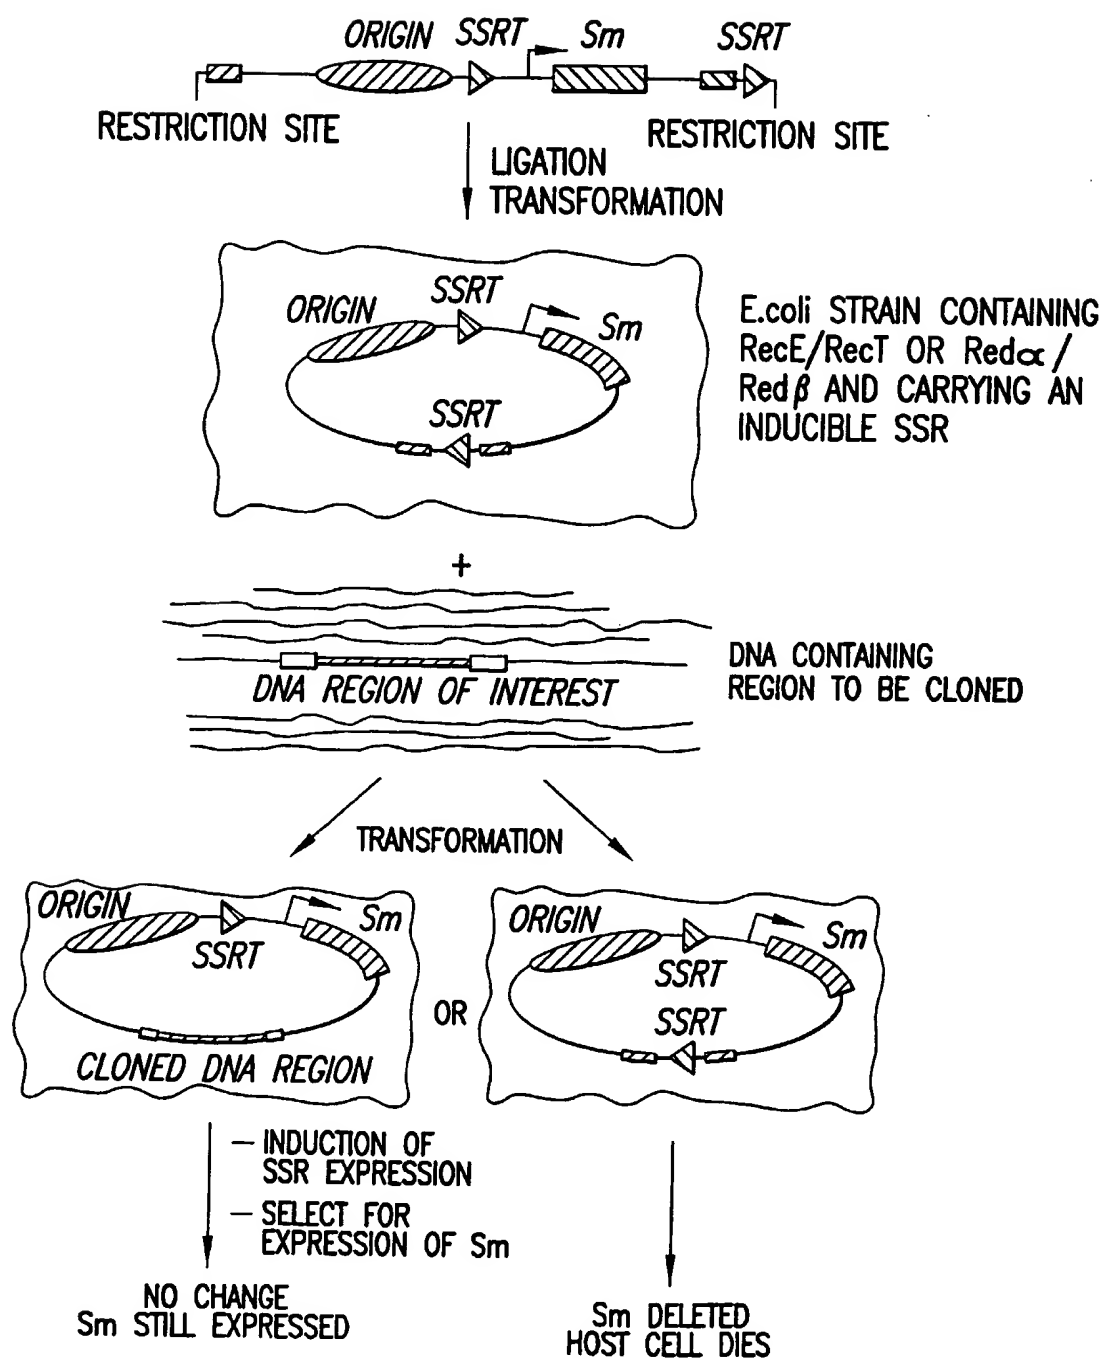 ORIGIN SSRT Sm SSRT
RESTRICTION SITE
RESTRICTION SITE
LIGATION
TRANSFORMATION
SSRT
ORIGIN
Sm
SSRT
E.coli STRAIN CONTAINING
RecE/RecT OR Redα/
Redβ AND CARRYING AN
INDUCIBLE SSR
+
DNA REGION OF INTEREST
DNA CONTAINING
REGION TO BE CLONED
TRANSFORMATION
ORIGIN
Sm
SSRT
CLONED DNA REGION
OR
ORIGIN
Sm
SSRT
SSRT
– INDUCTION OF
SSR EXPRESSION
– SELECT FOR
EXPRESSION OF Sm
NO CHANGE
Sm STILL EXPRESSED
Sm DELETED
HOST CELL DIES